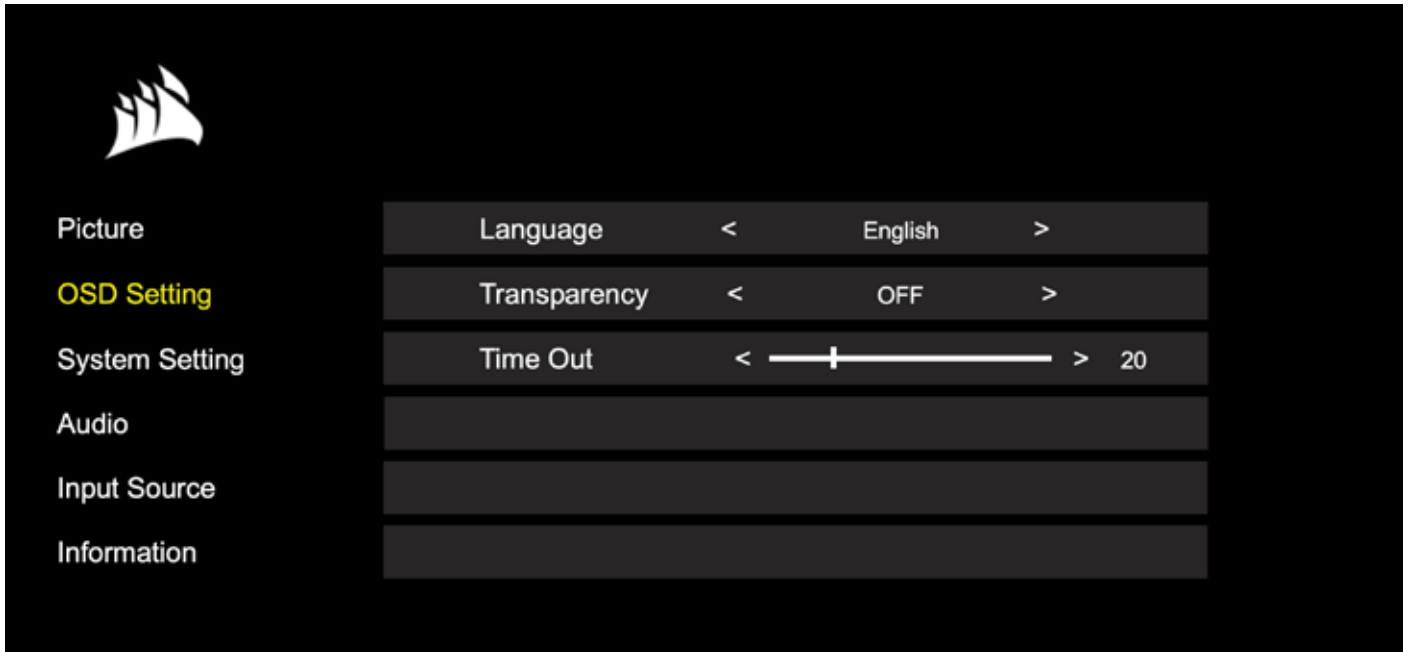 Picture Language < English >
OSD Setting Transparency < OFF >
System Setting Time Out < > 20
Audio
Input Source
Information